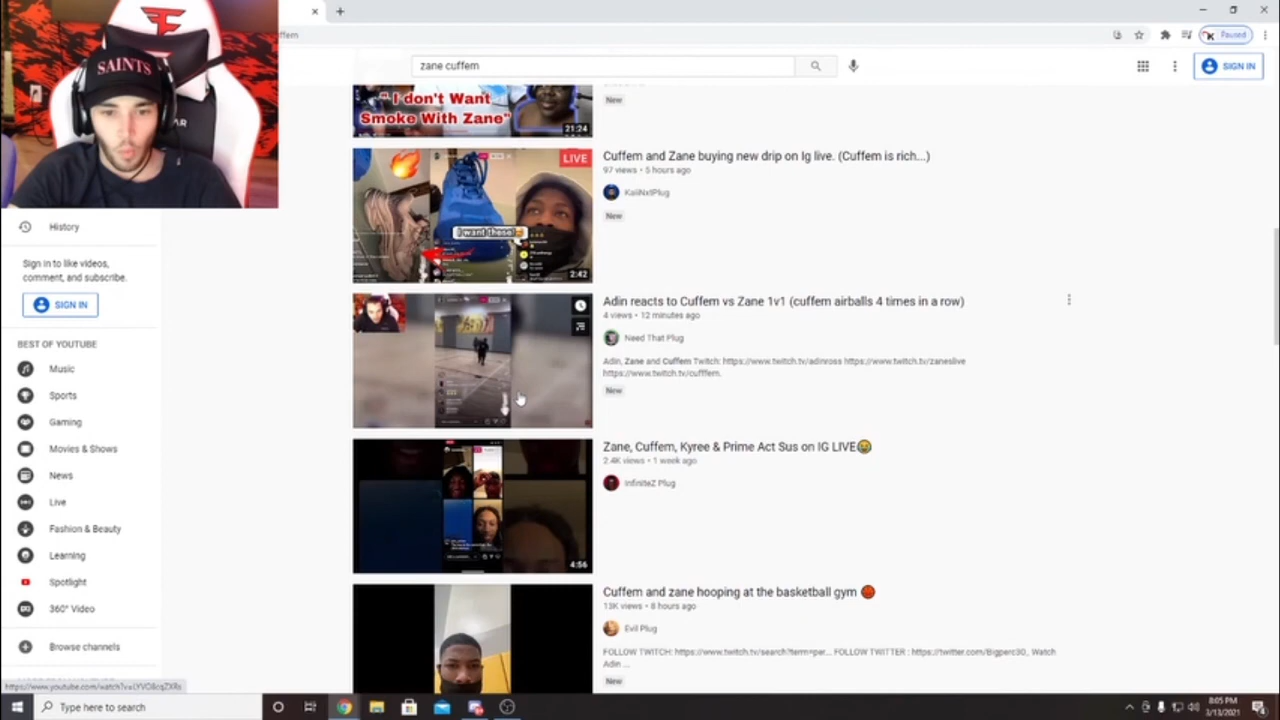 SAINTS
zane cuffem
Paused
SIGN IN
" I don't Want
Smoke With Zane"
21:24
New
LIVE
I want these
2:42
Cuffem and Zane buying new drip on Ig live. (Cuffem is rich...)
97 views • 5 hours ago
KaiiNxtPlug
New
Adin reacts to Cuffem vs Zane 1v1 (cuffem airballs 4 times in a row)
4 views • 12 minutes ago
Need That Plug
Adin, Zane and Cuffem Twitch: https://www.twitch.tv/adinross https://www.twitch.tv/zaneslive
https://www.twitch.tv/cufffem.
New
Zane, Cuffem, Kyree & Prime Act Sus on IG LIVE😭
2.4K views • 1 week ago
InfiniteZ Plug
4:56
Cuffem and zane hooping at the basketball gym 🏀
13K views • 8 hours ago
Evil Plug
FOLLOW TWITCH: https://www.twitch.tv/search?term=per... FOLLOW TWITTER : https://twitter.com/Bigperc30_ Watch
Adin ...
New
History
Sign in to like videos,
comment, and subscribe.
SIGN IN
BEST OF YOUTUBE
Music
Sports
Gaming
Movies & Shows
News
Live
Fashion & Beauty
Learning
Spotlight
360° Video
Browse channels
Type here to search
8:05 PM
3/13/2021